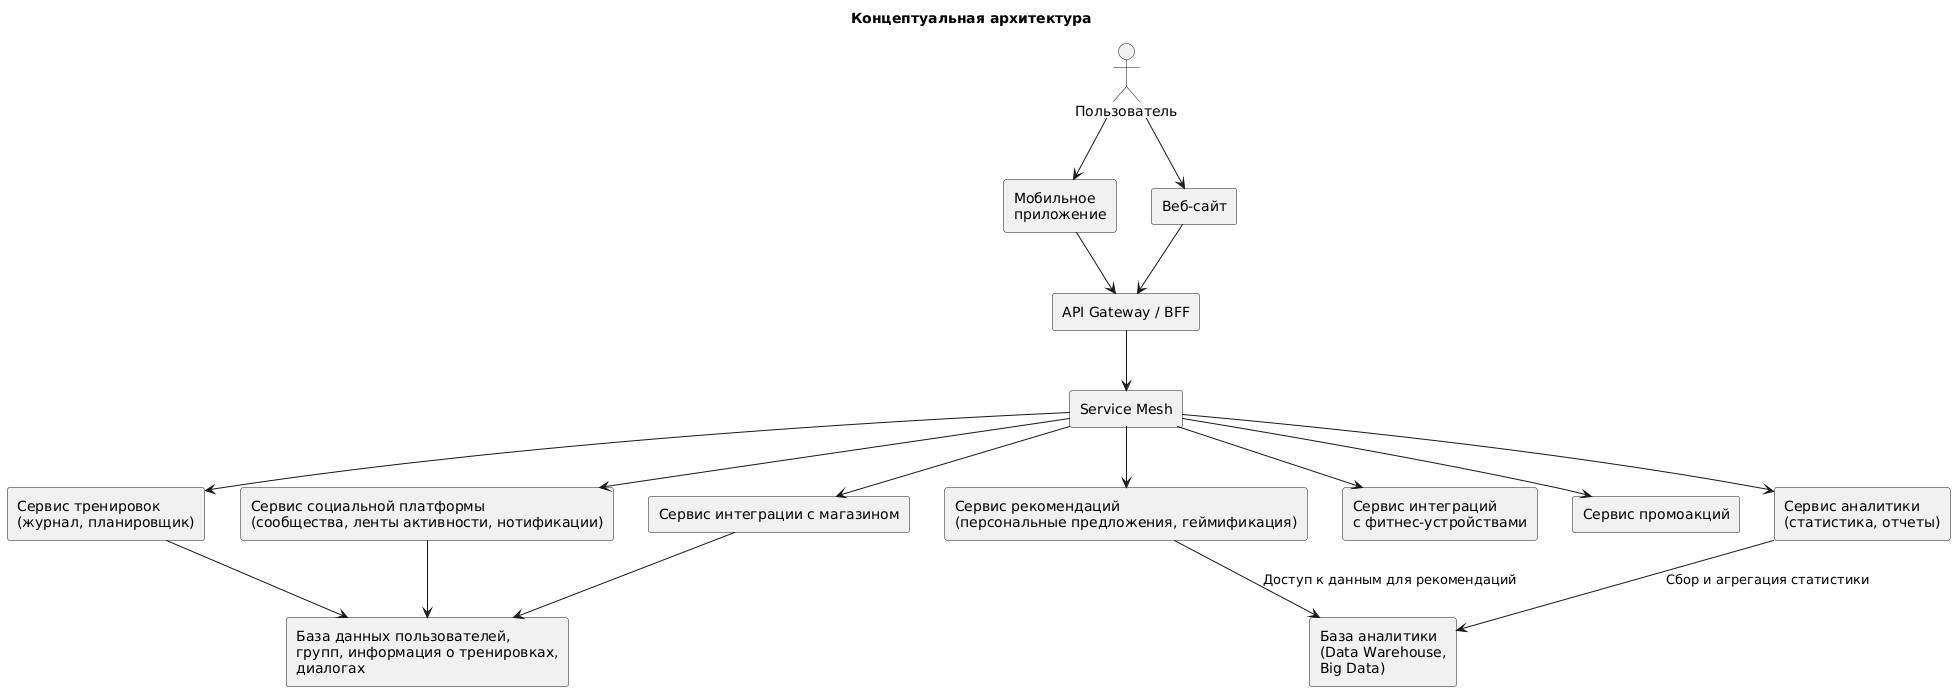 Концептуальная архитектура
Пользователь
Мобильное
приложение
Веб-сайт
API Gateway / BFF
Service Mesh
Сервис тренировок
(журнал, планировщик)
Сервис социальной платформы
(сообщества, ленты активности, нотификации)
Сервис интеграции с магазином
Сервис рекомендаций
(персональные предложения, геймификация)
Сервис интеграций
с фитнес-устройствами
Сервис промоакций
Сервис аналитики
(статистика, отчеты)
Доступ к данным для рекомендаций
Сбор и агрегация статистики
База данных пользователей,
групп, информация о тренировках,
диалогах
База аналитики
(Data Warehouse,
Big Data)